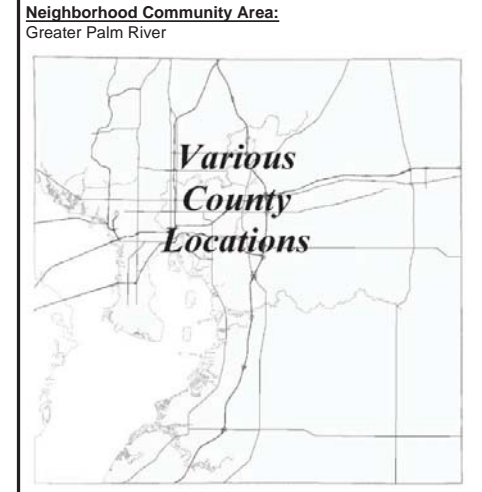 Neighborhood Community Area:
Greater Palm River
Various
County
Locations